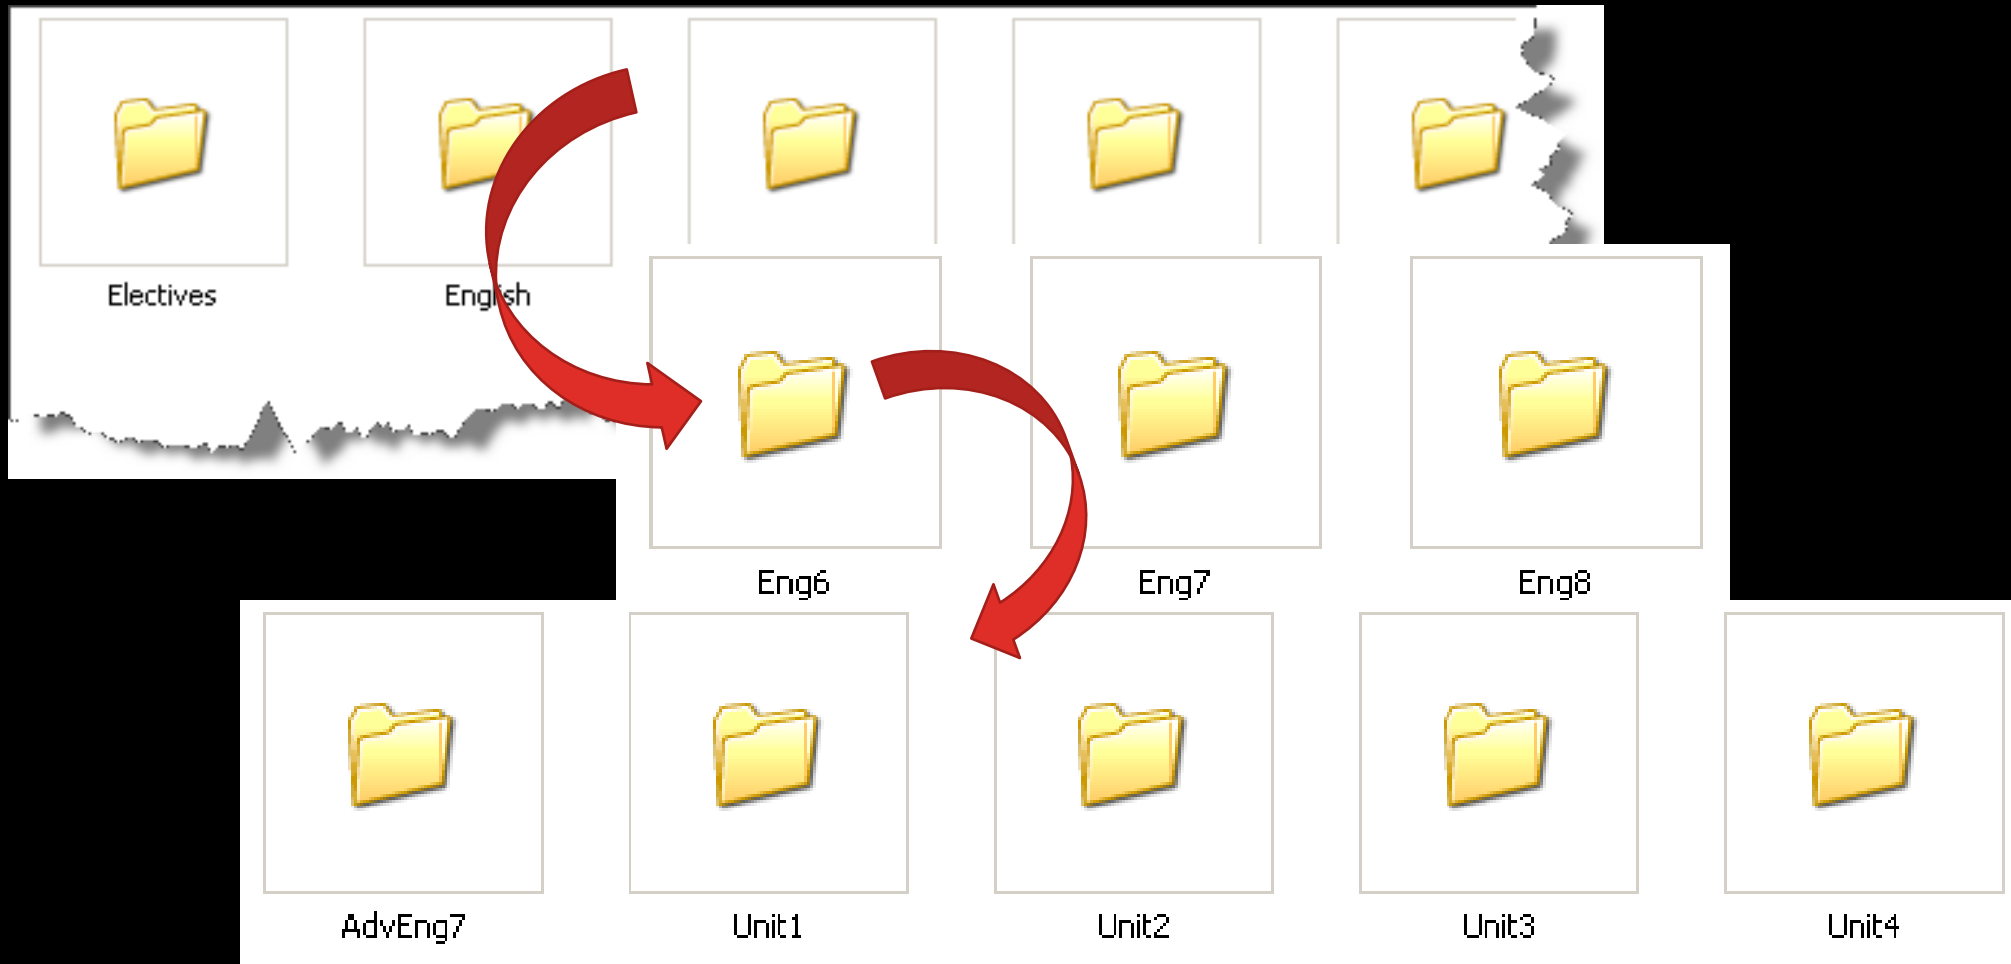 Electives
English
Eng6
Eng7
Eng8
AdvEng7
Unit1
Unit2
Unit3
Unit4